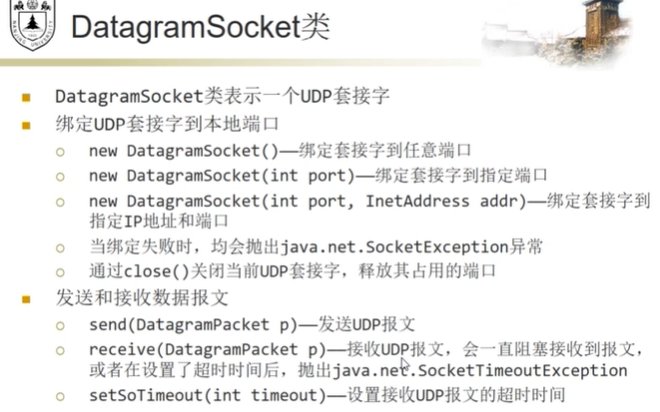 DatagramSocket类
DatagramSocket类表示一个UDP套接字
绑定UDP套接字到本地端口
new DatagramSocket()—绑定套接字到任意端口
new DatagramSocket(int port)—绑定套接字到指定端口
new DatagramSocket(int port, InetAddress addr)—绑定套接字到
指定IP地址和端口
当绑定失败时，均会抛出java.net.SocketException异常
通过close()关闭当前UDP套接字，释放其占用的端口
发送和接收数据报文
send(DatagramPacket p)—发送UDP报文
receive(DatagramPacket p)—接收UDP报文，会一直阻塞接收到报文，
或者在设置了超时时间后，抛出java.net.SocketTimeoutException
setSoTimeout(int timeout)—设置接收UDP报文的超时时间